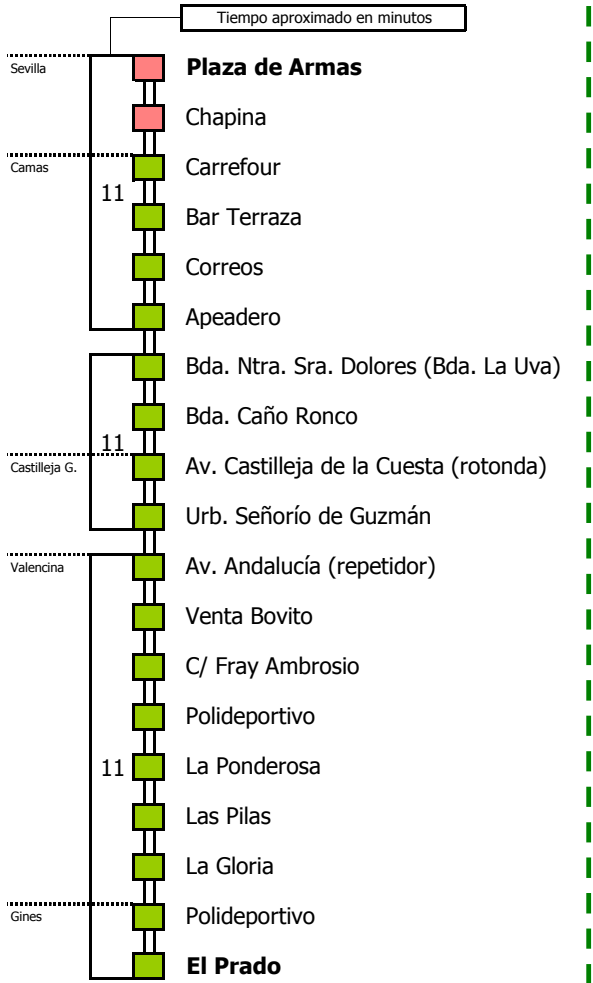 Tiempo aproximado en minutos
Sevilla
Plaza de Armas
Chapina
Camas
Carrefour
11
Bar Terraza
Correos
Apeadero
Bda. Ntra. Sra. Dolores (Bda. La Uva)
Bda. Caño Ronco
11
Castilleja G.
Av. Castilleja de la Cuesta (rotonda)
Urb. Señorío de Guzmán
Valencina
Av. Andalucía (repetidor)
Venta Bovito
C/ Fray Ambrosio
Polideportivo
11
La Ponderosa
Las Pilas
La Gloria
Gines
Polideportivo
El Prado